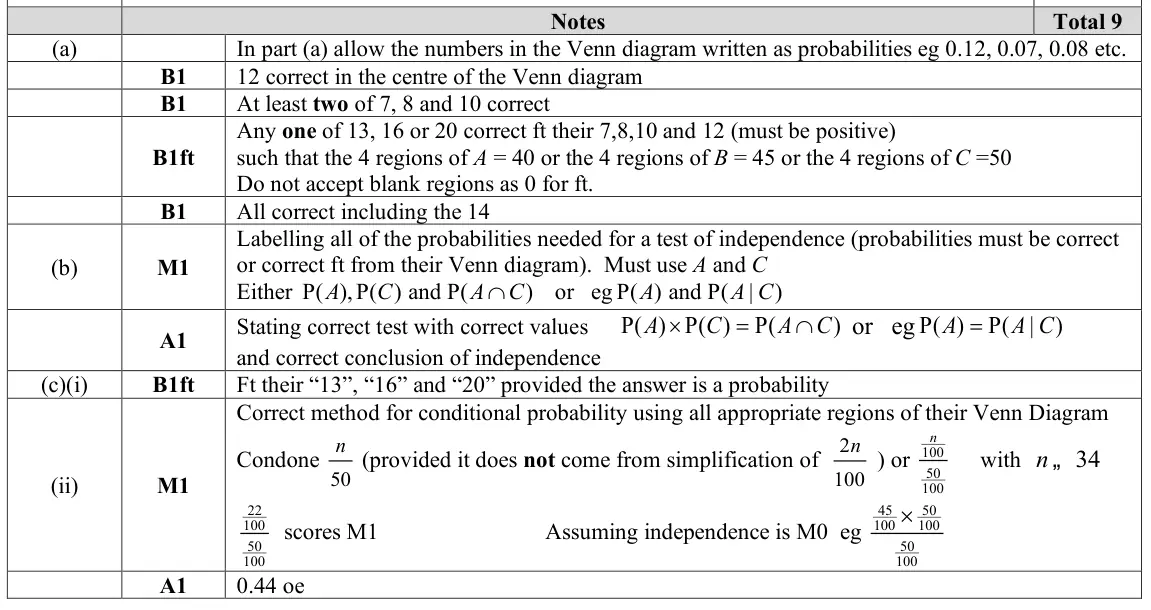 Notes Total 9
(a) In part (a) allow the numbers in the Venn diagram written as probabilities eg 0.12, 0.07, 0.08 etc.
B1 12 correct in the centre of the Venn diagram
B1 At least two of 7, 8 and 10 correct
Any one of 13, 16 or 20 correct ft their 7,8,10 and 12 (must be positive)
B1ft such that the 4 regions of A = 40 or the 4 regions of B = 45 or the 4 regions of C =50
Do not accept blank regions as 0 for ft.
B1 All correct including the 14
Labelling all of the probabilities needed for a test of independence (probabilities must be correct
(b) M1 or correct ft from their Venn diagram). Must use A and C
Either P(A), P(C) and P(A∩C) or eg P(A) and P(A | C)
A1 Stating correct test with correct values P(A)×P(C) = P(A∩C) or eg P(A) = P(A | C)
and correct conclusion of independence
(c)(i) B1ft Ft their “13”, “16” and “20” provided the answer is a probability
Correct method for conditional probability using all appropriate regions of their Venn Diagram
Condone n/50 (provided it does not come from simplification of 2n/100 ) or (n/100)/(50/100) with n „ 34
(ii) M1
(22/100)/(50/100) scores M1 Assuming independence is M0 eg (45/100 × 50/100)/(50/100)
A1 0.44 oe